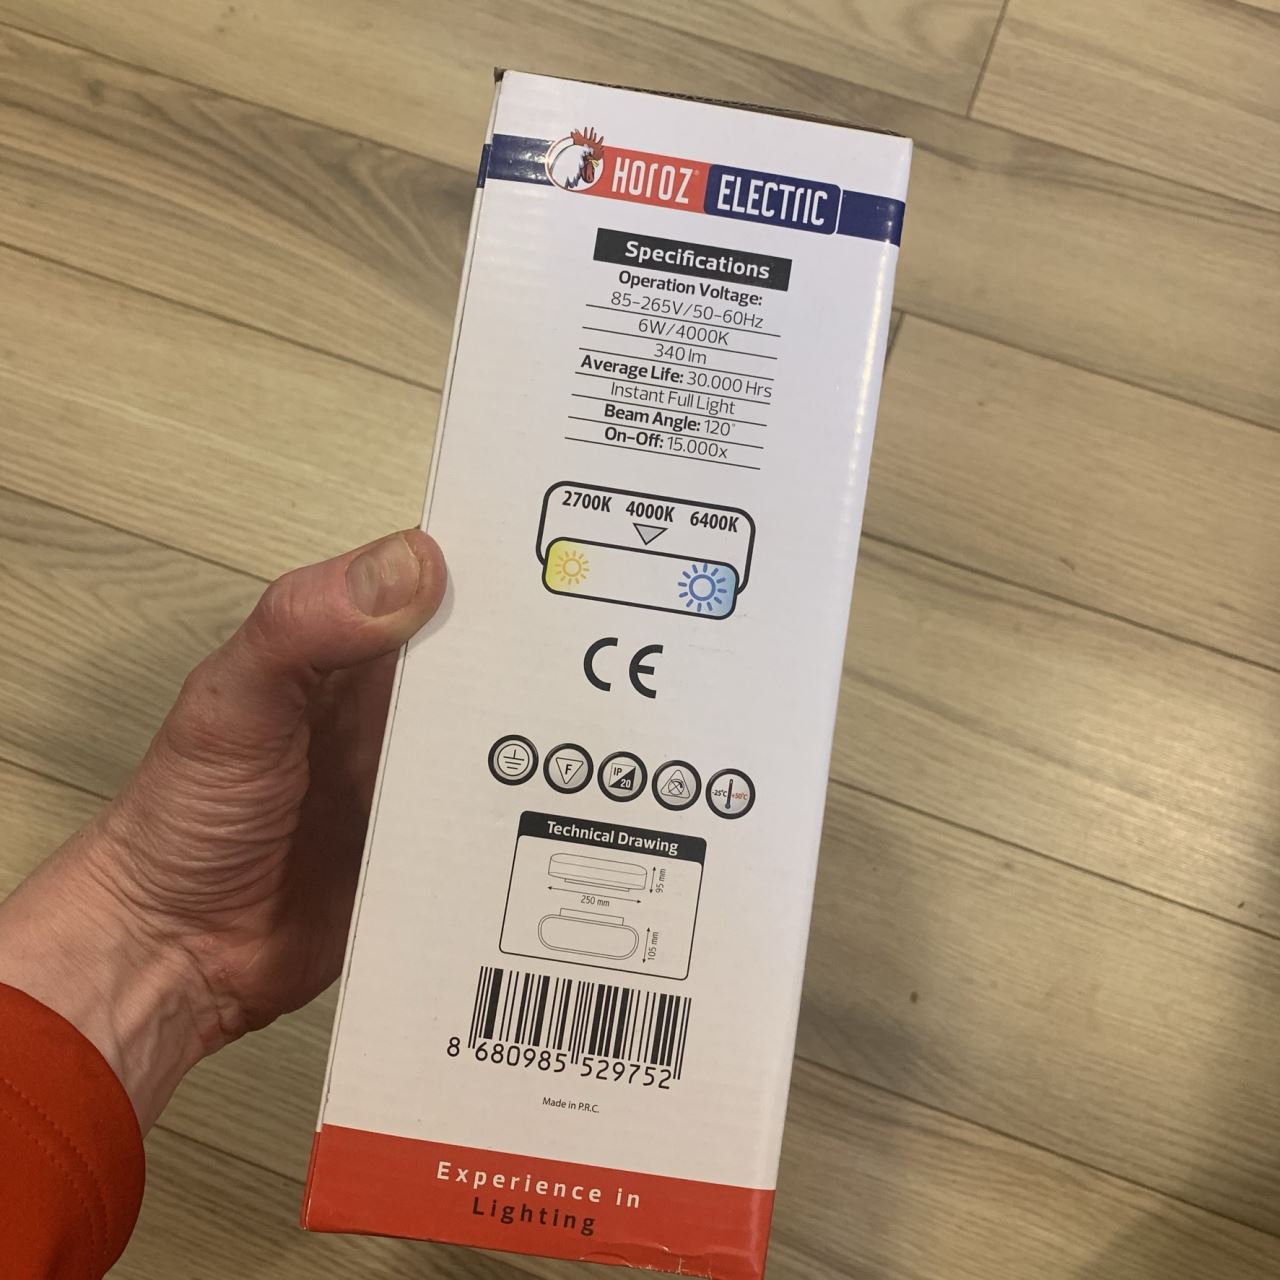 HOROZ® ELECTRIC
Specifications
Operation Voltage:
85-265V/50-60Hz
6W/4000K
340 lm
Average Life: 30.000 Hrs
Instant Full Light
Beam Angle: 120°
On-Off: 15.000x
2700K 4000K 6400K
CE
F IP 20 -25°C +50°C
Technical Drawing
95 mm
250 mm
105 mm
8 680985 529752
Made in P.R.C.
Experience in
Lighting